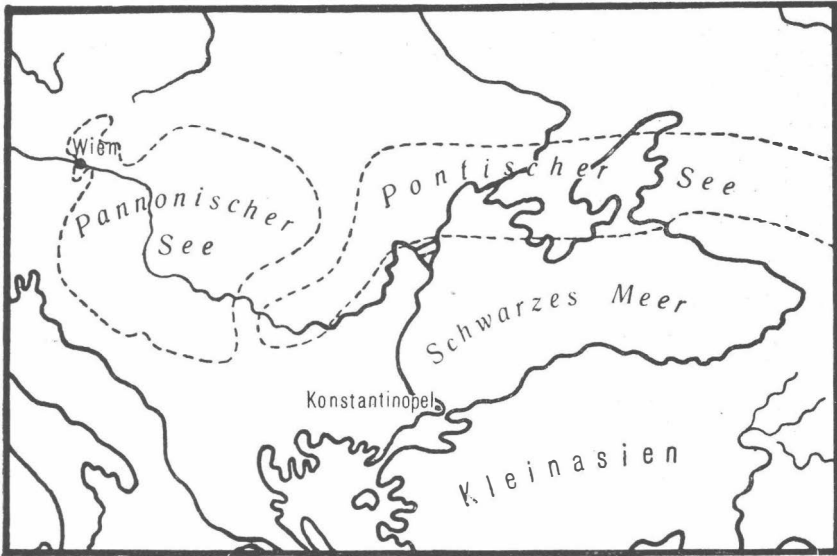 Wien
Pannonischer
See
Pontischer See
Schwarzes Meer
Konstantinopel
Kleinasien